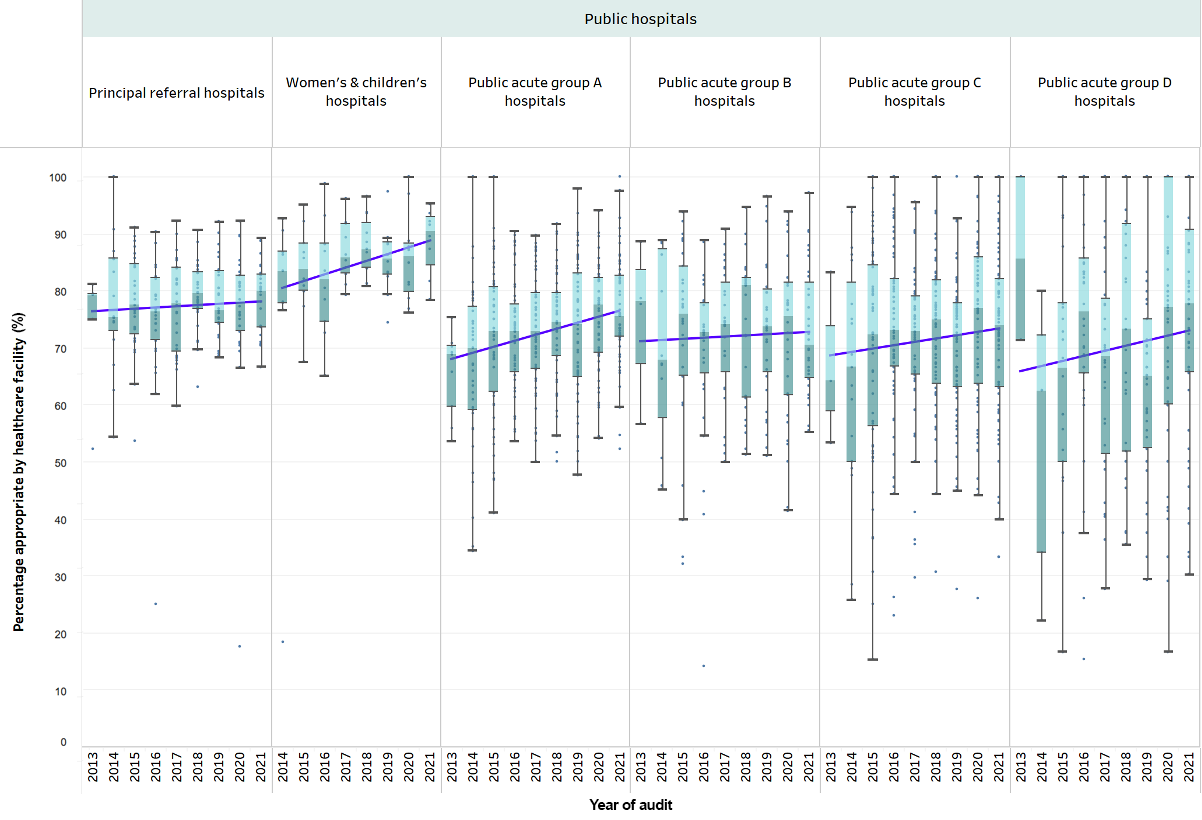 Public hospitals
Principal referral hospitals
Women's & children's
hospitals
Public acute group A
hospitals
Public acute group B
hospitals
Public acute group C
hospitals
Public acute group D
hospitals
Percentage appropriate by healthcare facility (%)
100
90
80
70
60
50
40
30
20
10
0
2013 2014 2015 2016 2017 2018 2019 2020 2021 2014 2015 2016 2017 2018 2019 2020 2021 2013 2014 2015 2016 2017 2018 2019 2020 2021 2013 2014 2015 2016 2017 2018 2019 2020 2021 2013 2014 2015 2016 2017 2018 2019 2020 2021 2013 2014 2015 2016 2017 2018 2019 2020 2021
Year of audit